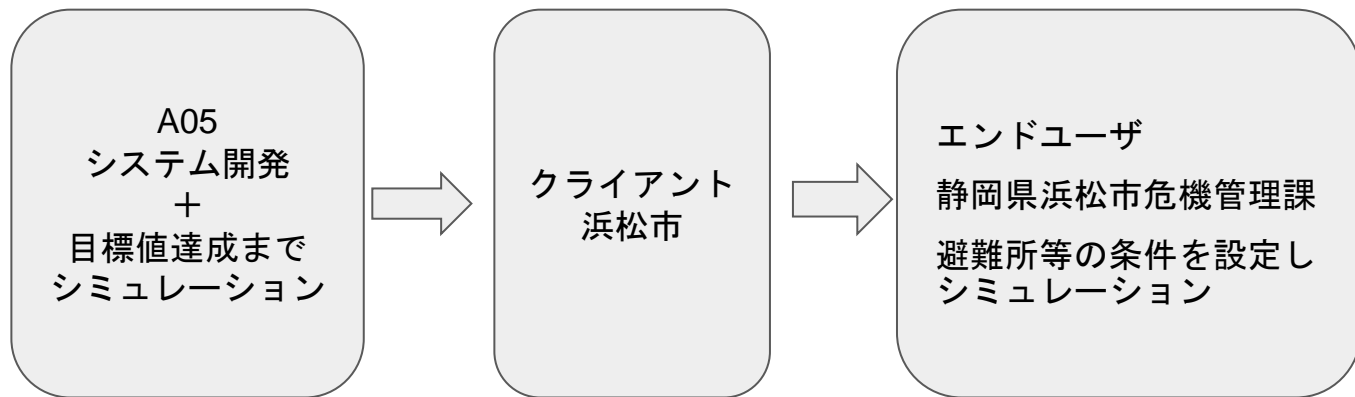 A05
システム開発
＋
目標値達成まで
シミュレーション
クライアント
浜松市
エンドユーザ
静岡県浜松市危機管理課
避難所等の条件を設定し
シミュレーション